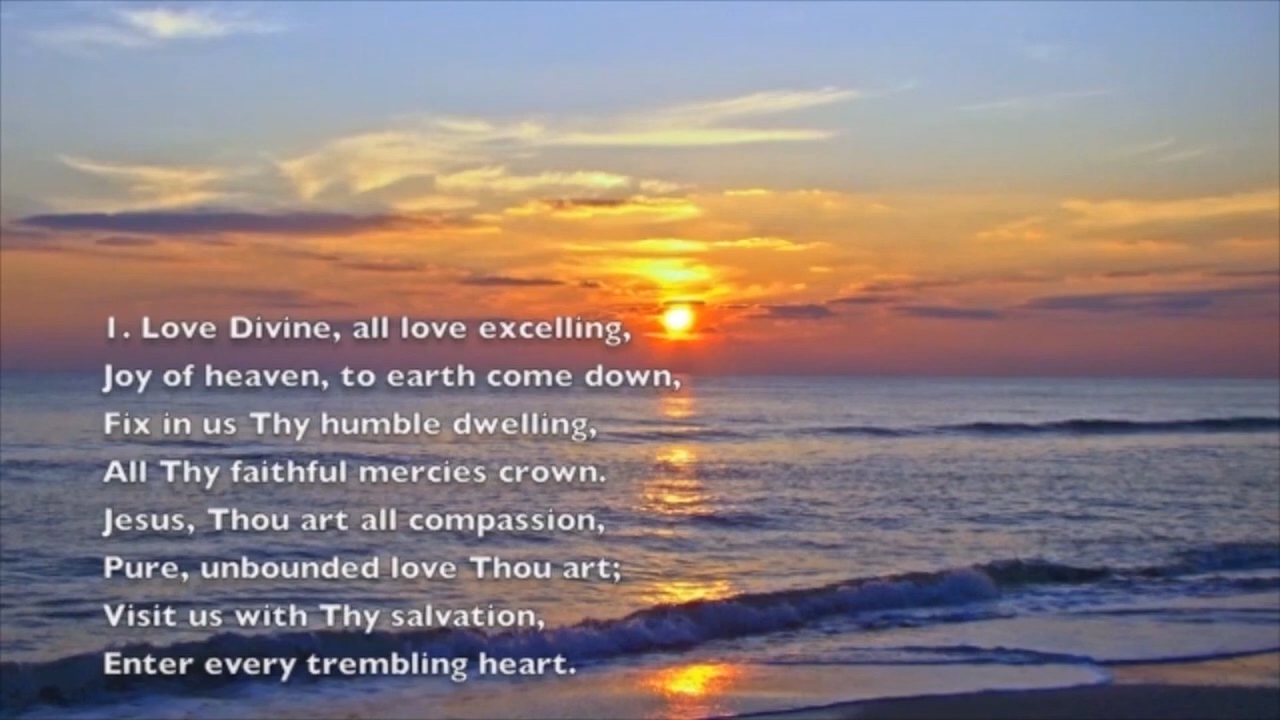 1. Love Divine, all love excelling,
Joy of heaven, to earth come down,
Fix in us Thy humble dwelling,
All Thy faithful mercies crown.
Jesus, Thou art all compassion,
Pure, unbounded love Thou art;
Visit us with Thy salvation,
Enter every trembling heart.